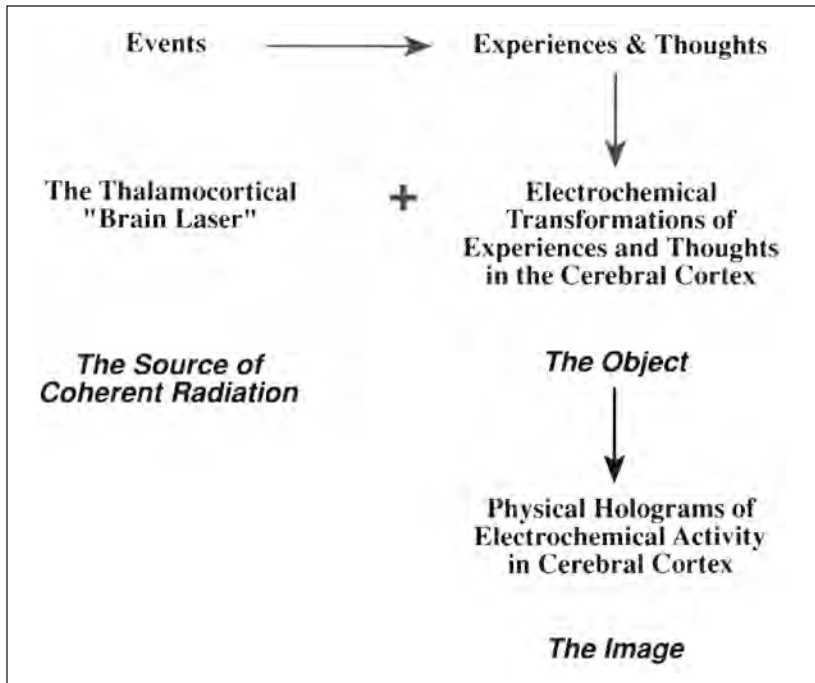 Events
Experiences & Thoughts
The Thalamocortical
"Brain Laser"
+
Electrochemical
Transformations of
Experiences and Thoughts
in the Cerebral Cortex
The Source of
Coherent Radiation
The Object
Physical Holograms of
Electrochemical Activity
in Cerebral Cortex
The Image